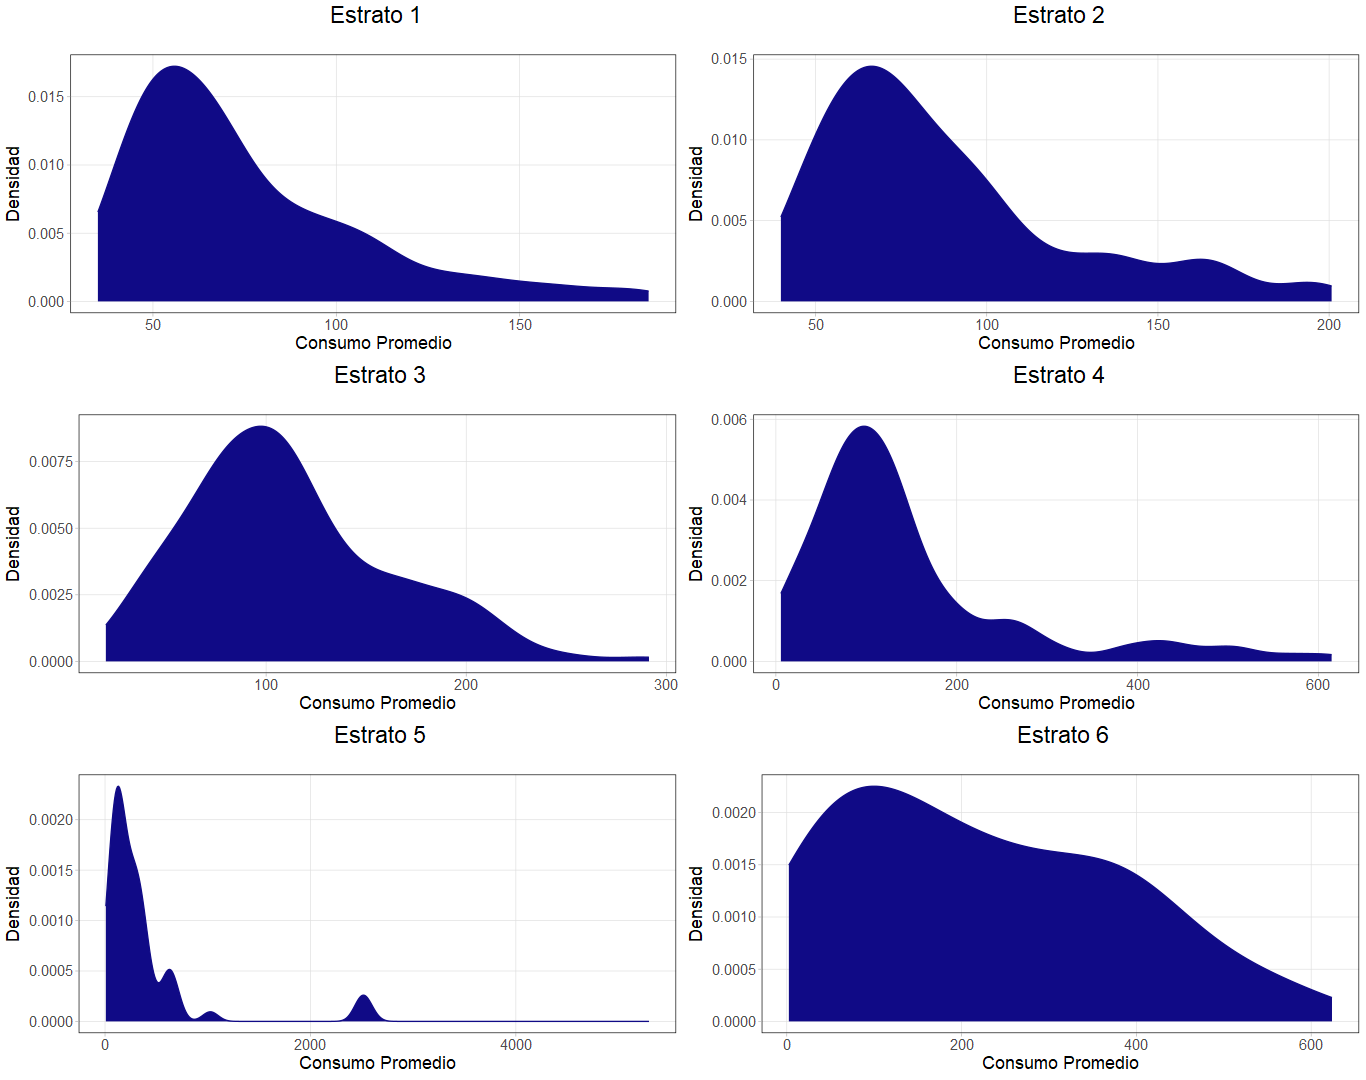 Estrato 1
Densidad
0.015
0.010
0.005
0.000
50 100 150
Consumo Promedio
Estrato 2
Densidad
0.015
0.010
0.005
0.000
50 100 150 200
Consumo Promedio
Estrato 3
Densidad
0.0075
0.0050
0.0025
0.0000
100 200 300
Consumo Promedio
Estrato 4
Densidad
0.006
0.004
0.002
0.000
0 200 400 600
Consumo Promedio
Estrato 5
Densidad
0.0020
0.0015
0.0010
0.0005
0.0000
0 2000 4000
Consumo Promedio
Estrato 6
Densidad
0.0020
0.0015
0.0010
0.0005
0.0000
0 200 400 600
Consumo Promedio